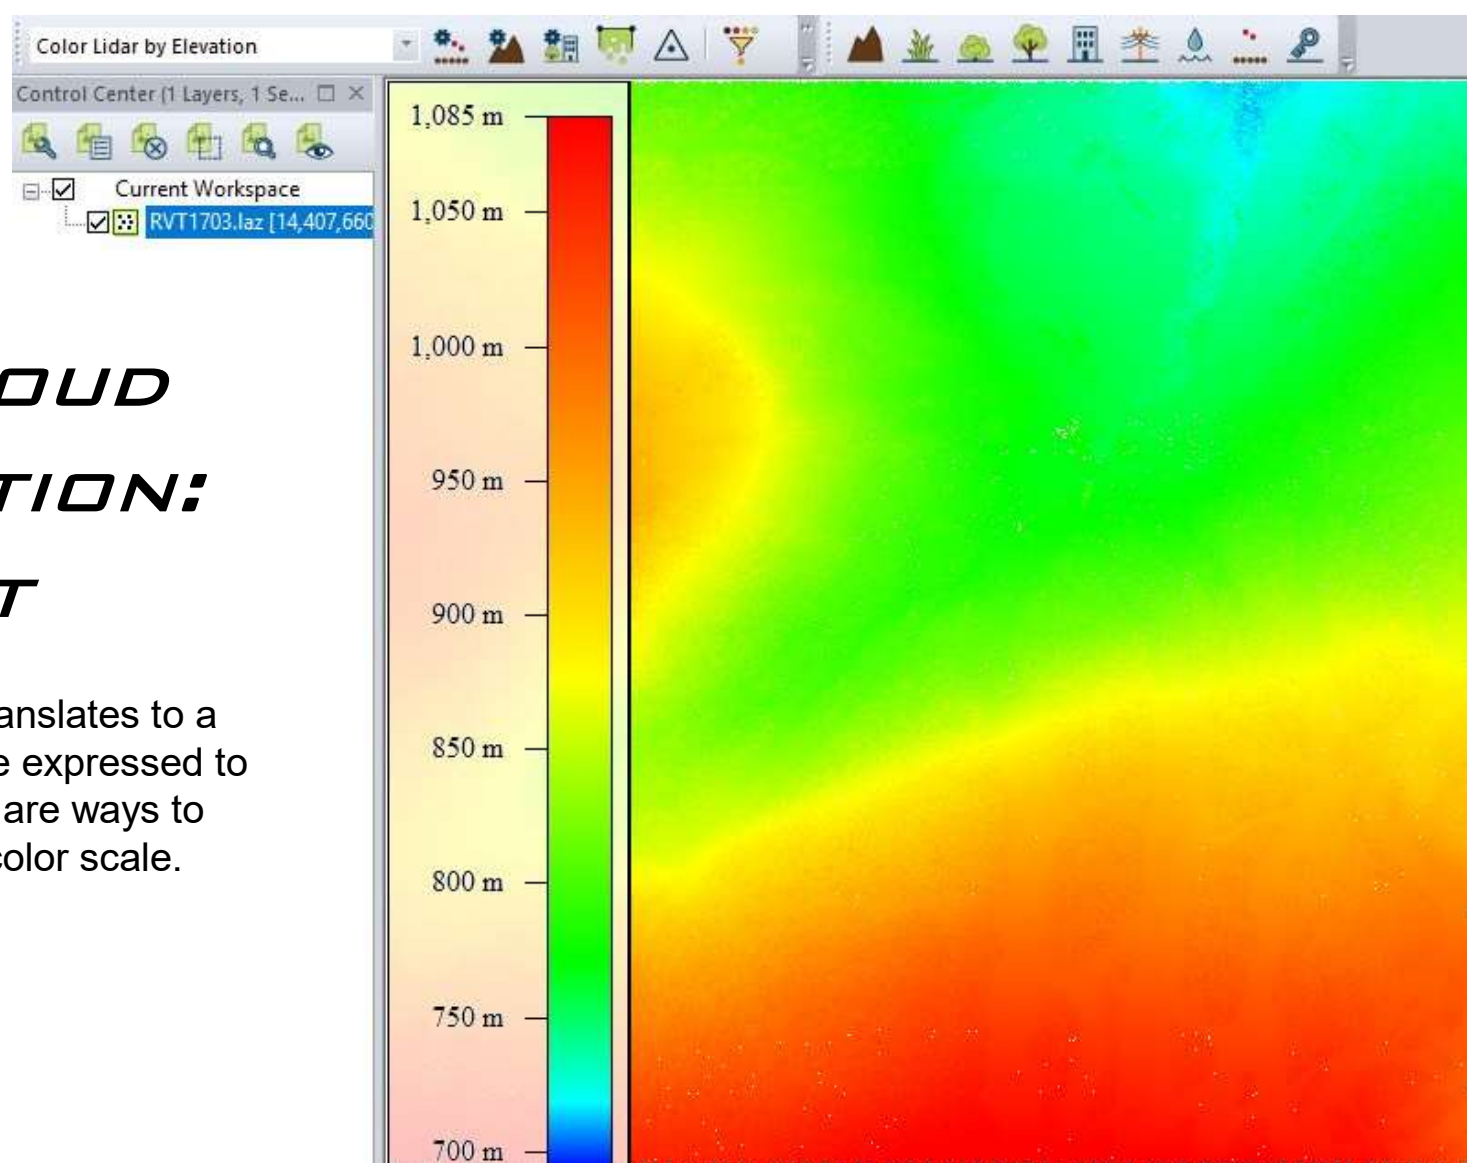 Color Lidar by Elevation
Control Center (1 Layers, 1 Se...
Current Workspace
RVT1703.laz [14,407,660
OUD
TION:
T
anslates to a
e expressed to
are ways to
color scale.
1,085 m
1,050 m
1,000 m
950 m
900 m
850 m
800 m
750 m
700 m